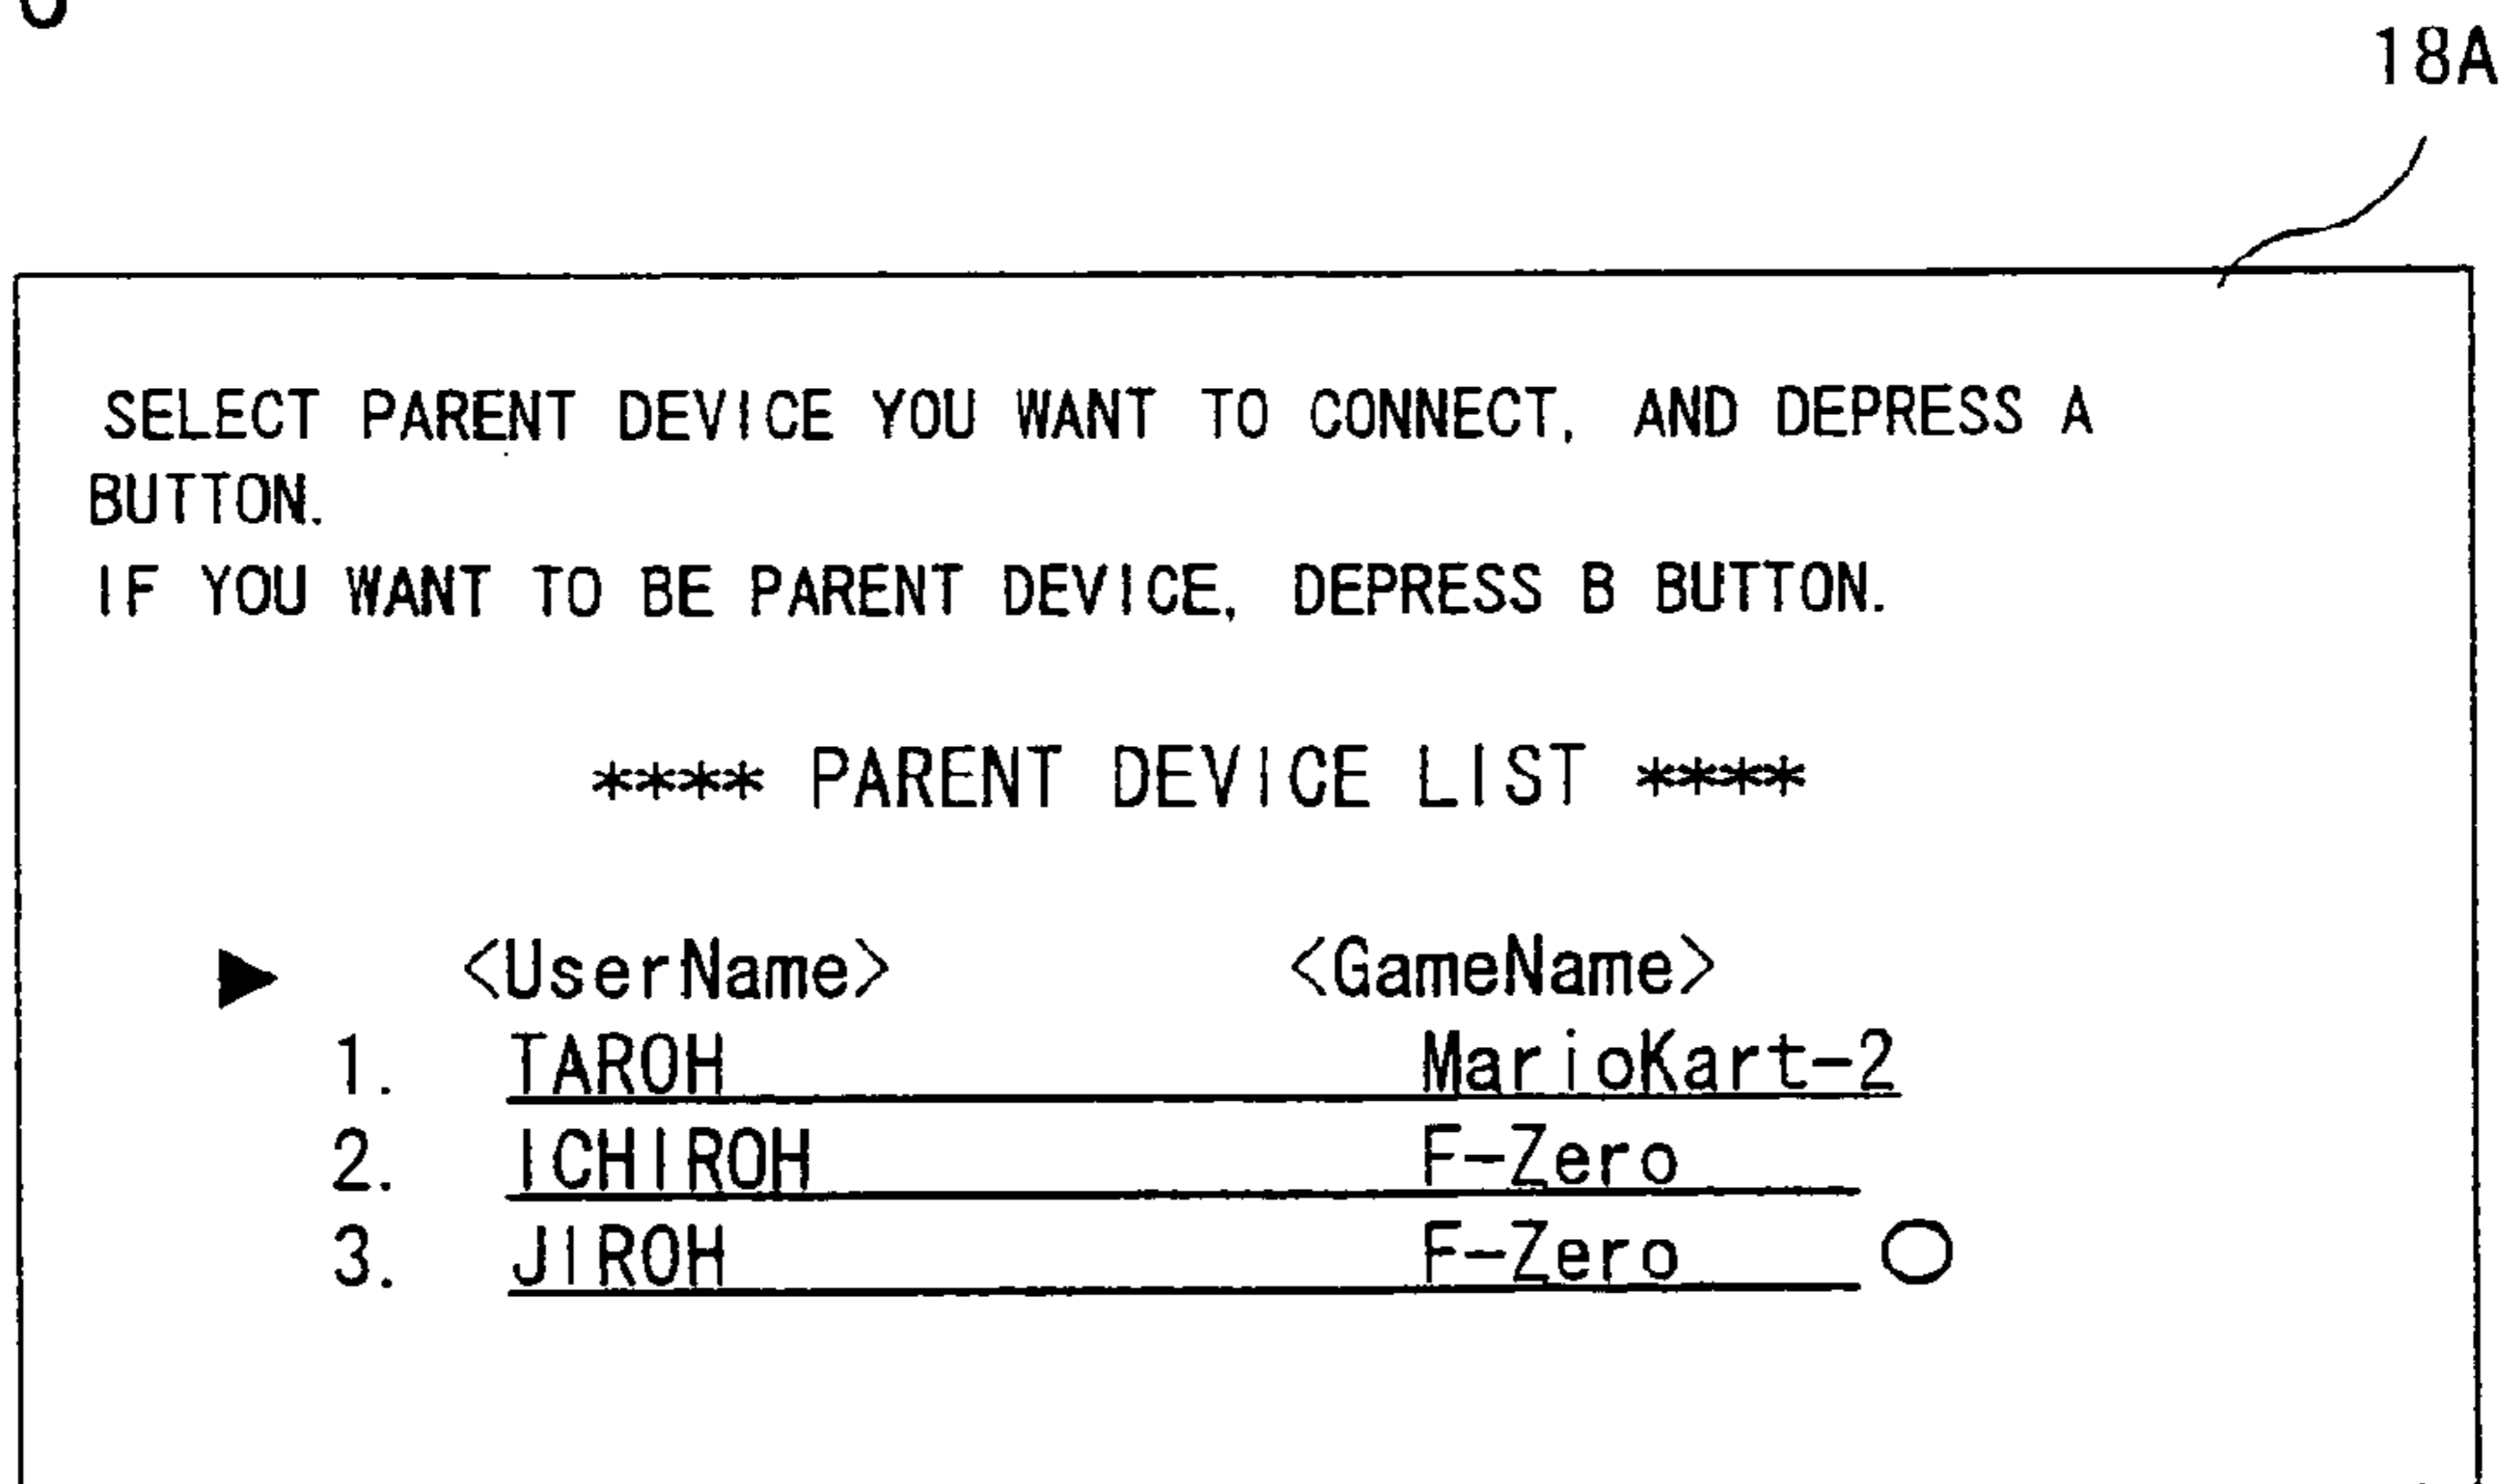 18A
SELECT PARENT DEVICE YOU WANT TO CONNECT, AND DEPRESS A
BUTTON.
IF YOU WANT TO BE PARENT DEVICE, DEPRESS B BUTTON.
**** PARENT DEVICE LIST ****
▶ <UserName> <GameName>
1. TAROH MarioKart-2
2. ICHIROH F-Zero
3. JIROH F-Zero ○